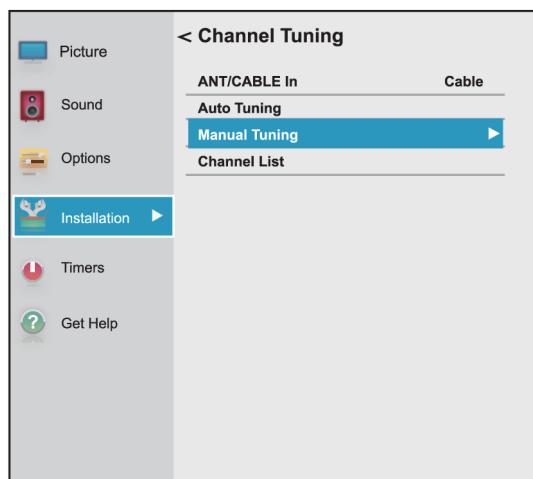 Picture
Sound
Options
Installation
Timers
Get Help
< Channel Tuning
ANT/CABLE In Cable
Auto Tuning
Manual Tuning
Channel List